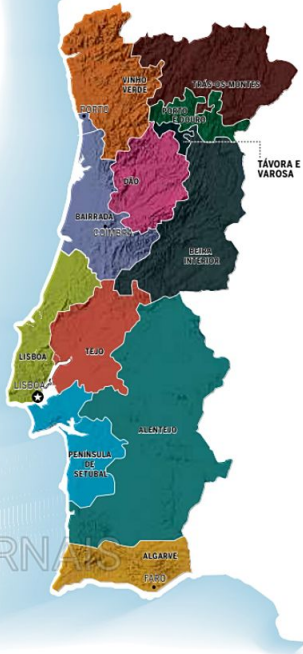 VINHO
VERDE
TRÁS-OS-MONTES
PORTO
PORTO
E DOURO
TÁVORA E
VAROSA
DÃO
BAIRRADA
COIMBRA
BEIRA
INTERIOR
LISBOA
TEJO
LISBOA
ALENTEJO
PENÍNSULA
DE
SETÚBAL
RNAIS
ALGARVE
FARO